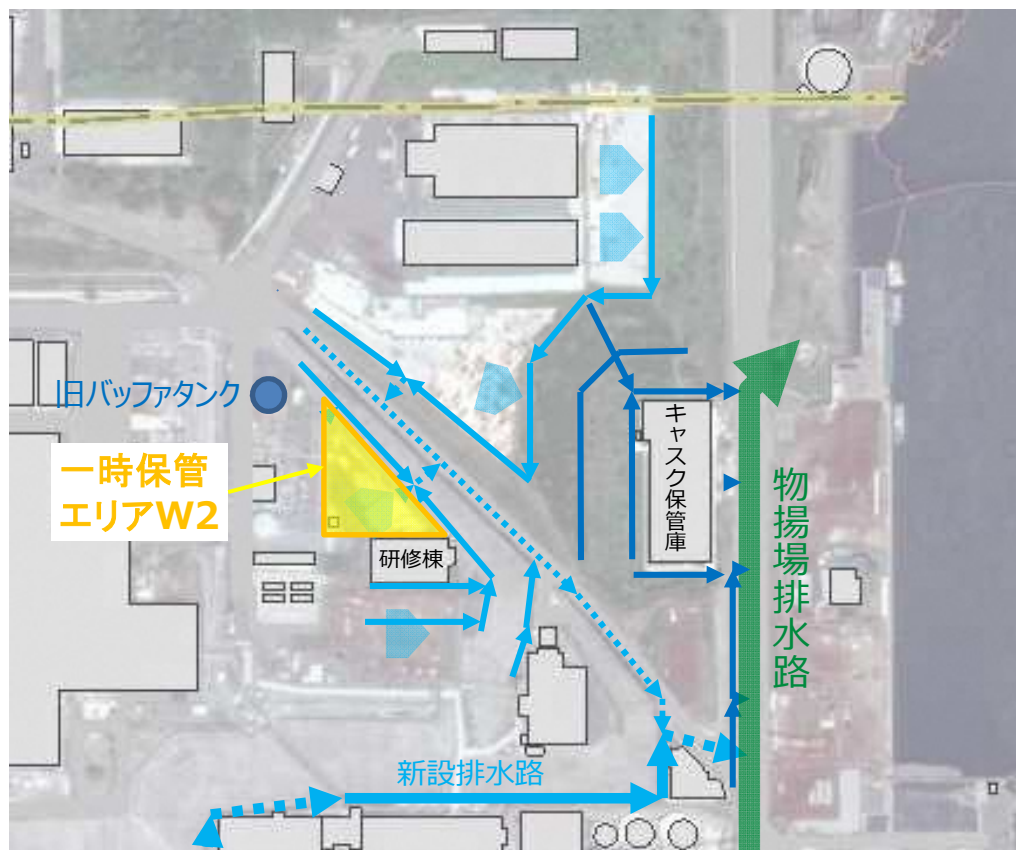 旧バッファタンク
一時保管
エリアW2
研修棟
キャスク保管庫
物揚場排水路
新設排水路